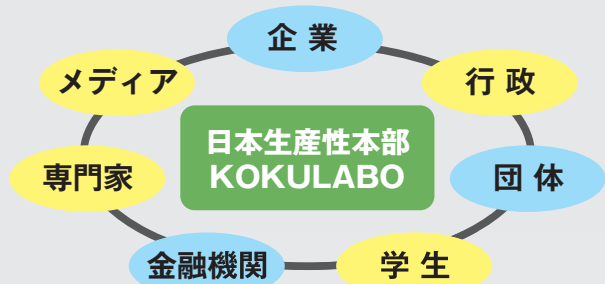 企業
メディア
行政
日本生産性本部
KOKULABO
専門家
団体
金融機関
学生